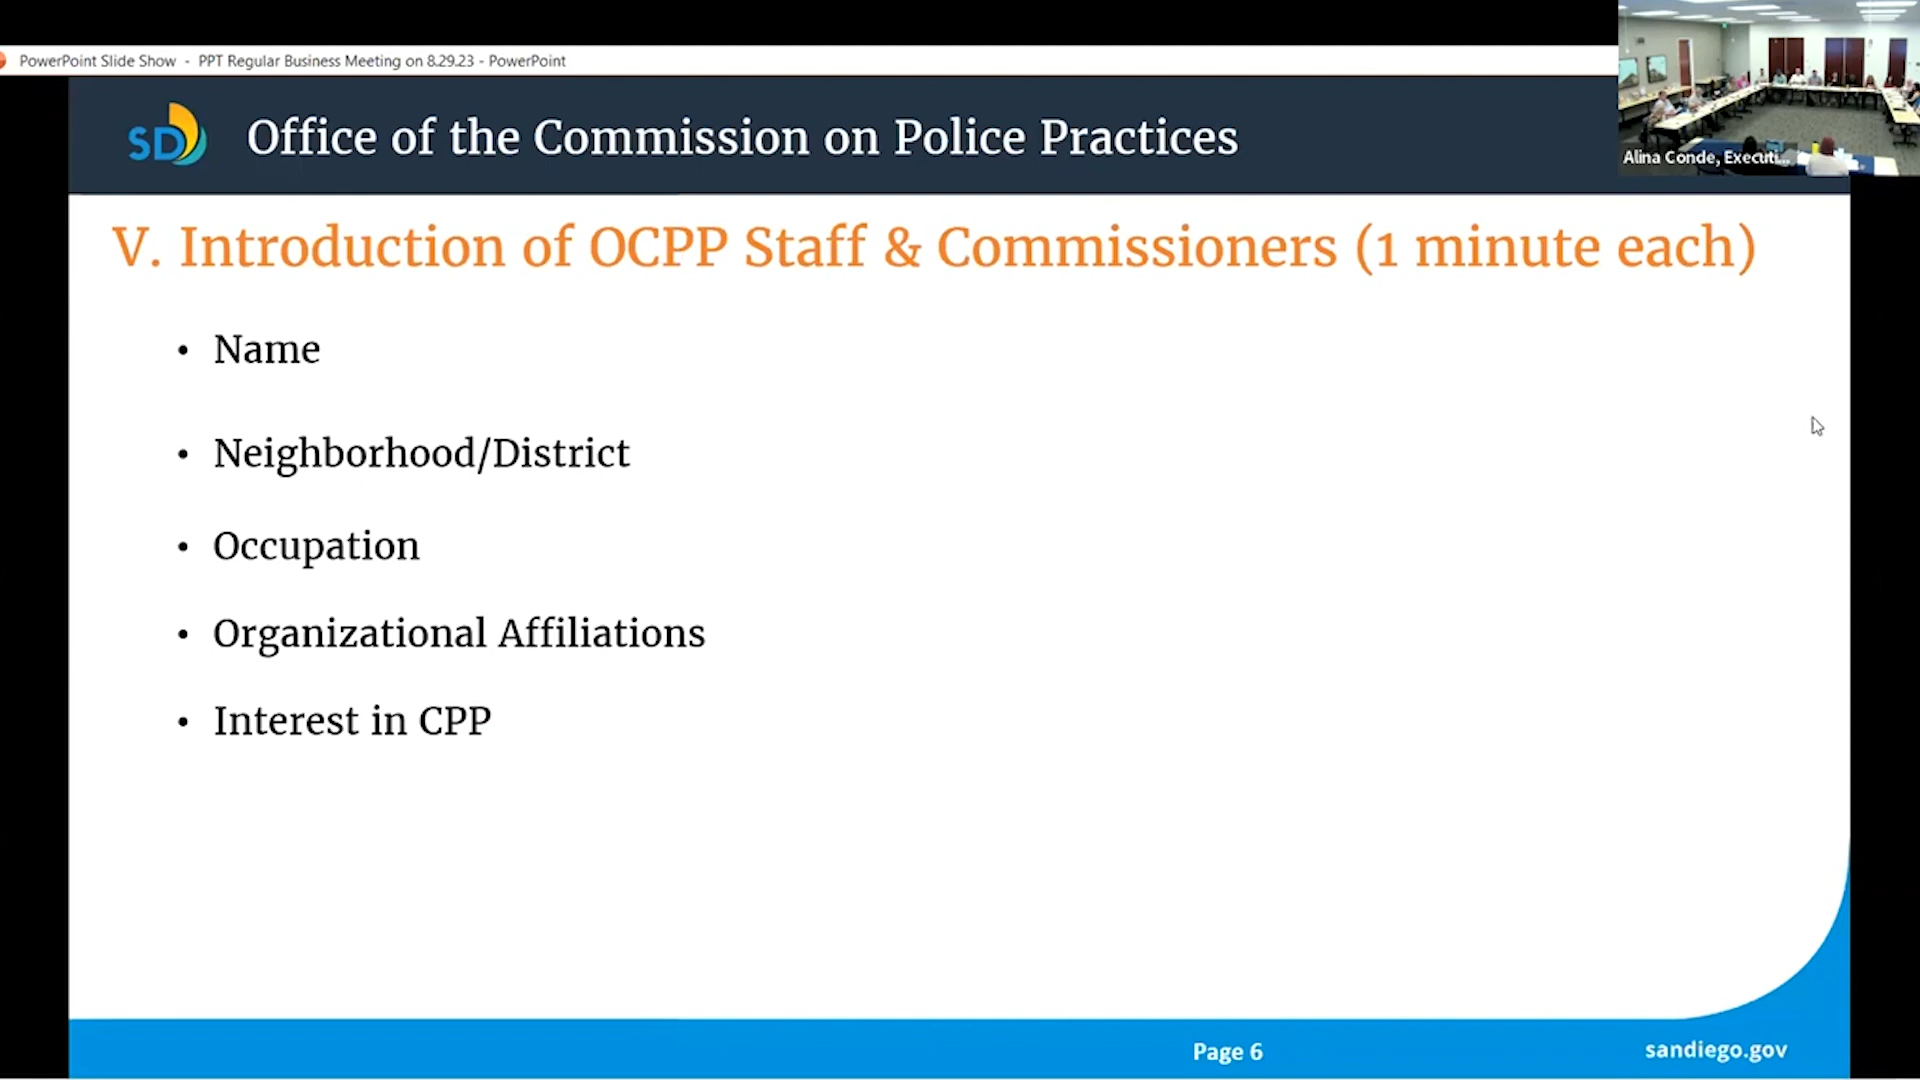 PowerPoint Slide Show - PPT Regular Business Meeting on 8.29.23 - PowerPoint
SD Office of the Commission on Police Practices
Alina Conde, Executi...
V. Introduction of OCPP Staff & Commissioners (1 minute each)
• Name
• Neighborhood/District
• Occupation
• Organizational Affiliations
• Interest in CPP
Page 6
sandiego.gov